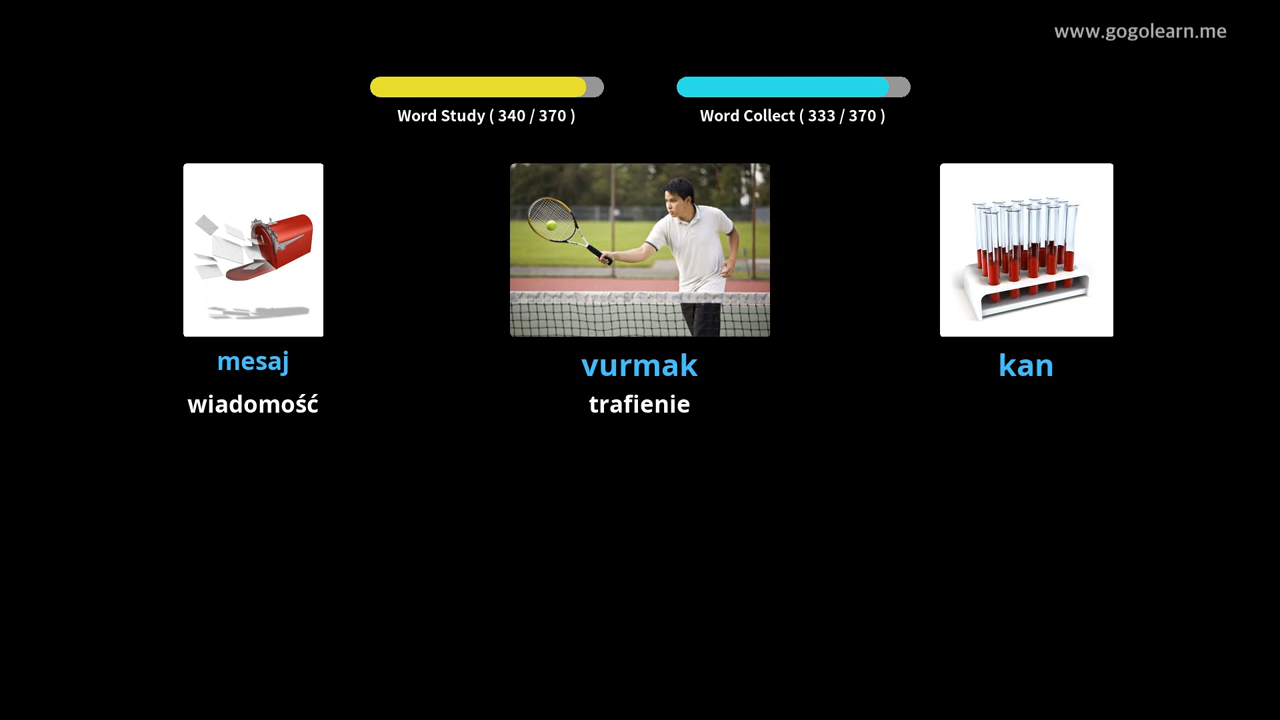 www.gogolearn.me
Word Study ( 340 / 370 )
Word Collect ( 333 / 370 )
mesaj
vurmak
kan
wiadomość
trafienie